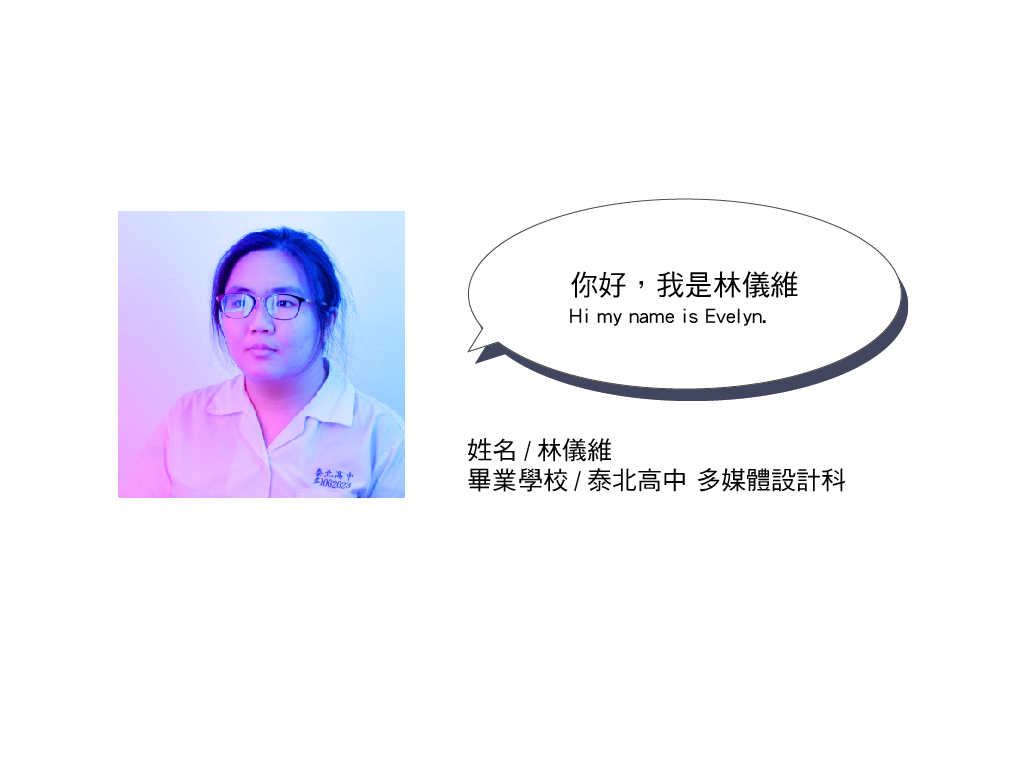 你好，我是林儀維
Hi my name is Evelyn.
姓名 / 林儀維
畢業學校 / 泰北高中 多媒體設計科
泰北高中